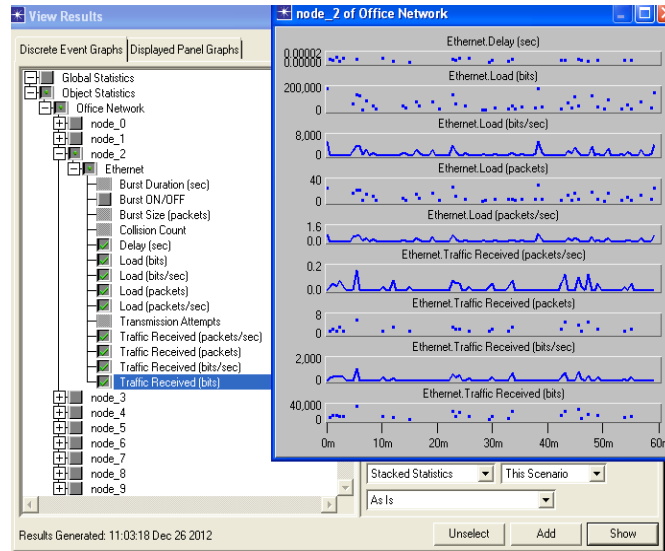 View Results
Discrete Event Graphs Displayed Panel Graphs
Global Statistics
Object Statistics
Office Network
node_0
node_1
node_2
Ethernet
Burst Duration (sec)
Burst ON/OFF
Burst Size (packets)
Collision Count
Delay (sec)
Load (bits)
Load (bits/sec)
Load (packets)
Load (packets/sec)
Transmission Attempts
Traffic Received (packets/sec)
Traffic Received (packets)
Traffic Received (bits/sec)
Traffic Received (bits)
node_3
node_4
node_5
node_6
node_7
node_8
node_9
Results Generated: 11:03:18 Dec 26 2012
node_2 of Office Network
Ethernet.Delay (sec)
0.00002
0.00000
Ethernet.Load (bits)
200,000
0
Ethernet.Load (bits/sec)
8,000
0
Ethernet.Load (packets)
40
0
Ethernet.Load (packets/sec)
1.6
0.0
Ethernet.Traffic Received (packets/sec)
0.2
0.0
Ethernet.Traffic Received (packets)
8
0
Ethernet.Traffic Received (bits/sec)
2,000
0
Ethernet.Traffic Received (bits)
40,000
0
0m 10m 20m 30m 40m 50m 60m
Stacked Statistics This Scenario
As Is
Unselect Add Show